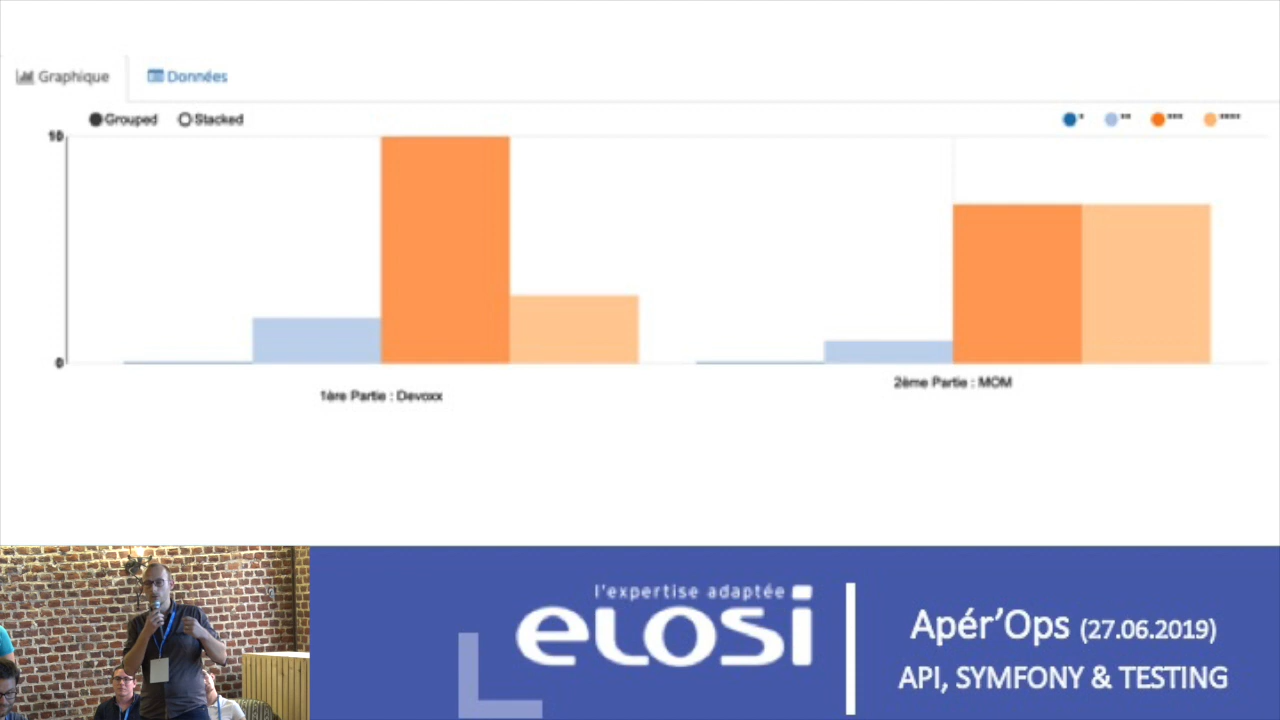 Graphique Données
Grouped Stacked * ** *** ****
10
0
1ère Partie : Devoxx
2ème Partie : MOM
l'expertise adaptée
eLOSi
Apér'Ops (27.06.2019)
API, SYMFONY & TESTING